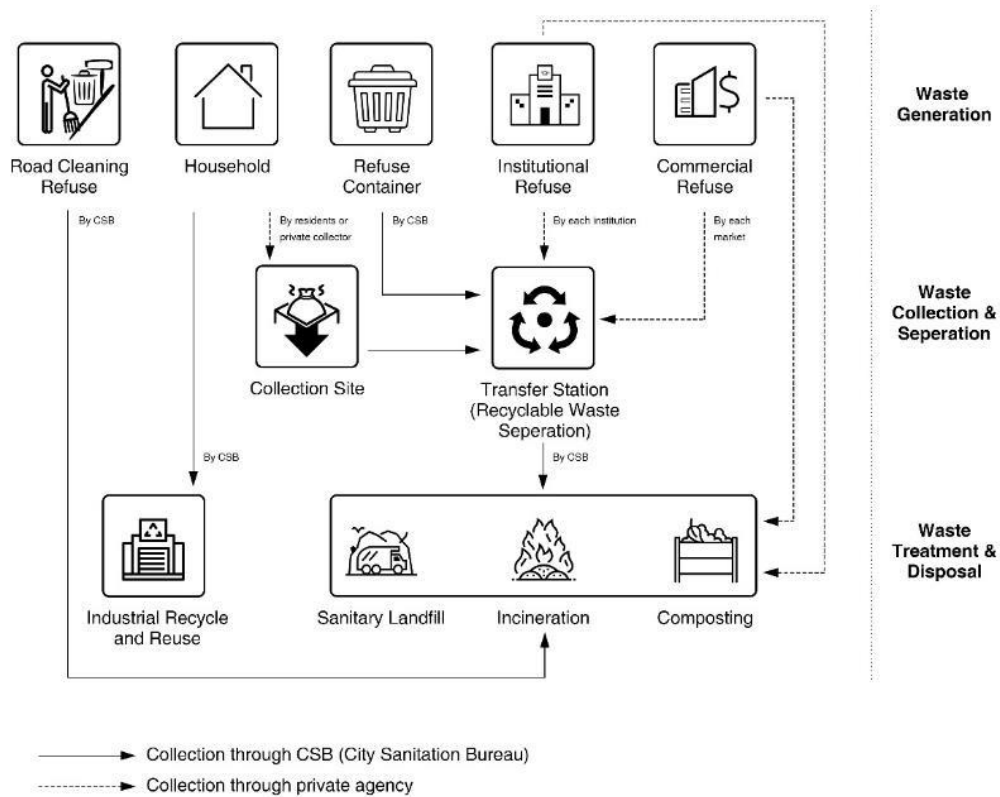 Road Cleaning
Refuse
Household
Refuse
Container
Institutional
Refuse
Commercial
Refuse
Waste
Generation
By CSB
By residents or
private collector
By CSB
By each institution
By each
market
Collection Site
Transfer Station
(Recyclable Waste
Seperation)
Waste
Collection &
Seperation
By CSB
By CSB
Industrial Recycle
and Reuse
Sanitary Landfill
Incineration
Composting
Waste
Treatment &
Disposal
Collection through CSB (City Sanitation Bureau)
Collection through private agency